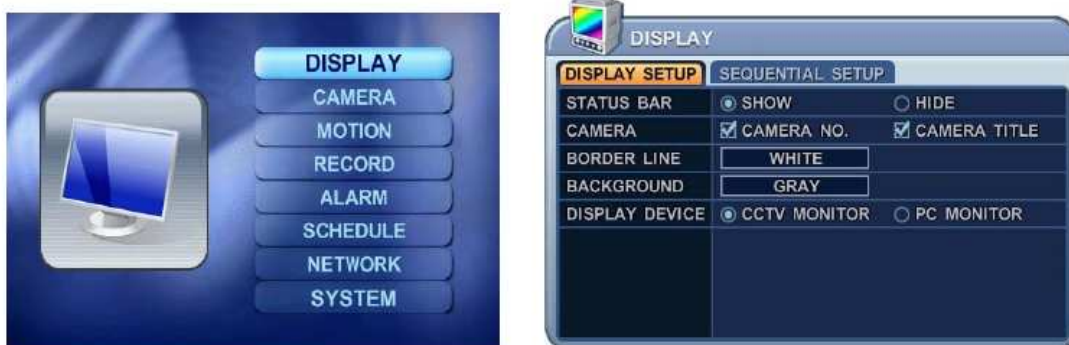 DISPLAY
CAMERA
MOTION
RECORD
ALARM
SCHEDULE
NETWORK
SYSTEM
DISPLAY
DISPLAY SETUP SEQUENTIAL SETUP
STATUS BAR SHOW HIDE
CAMERA CAMERA NO. CAMERA TITLE
BORDER LINE WHITE
BACKGROUND GRAY
DISPLAY DEVICE CCTV MONITOR PC MONITOR